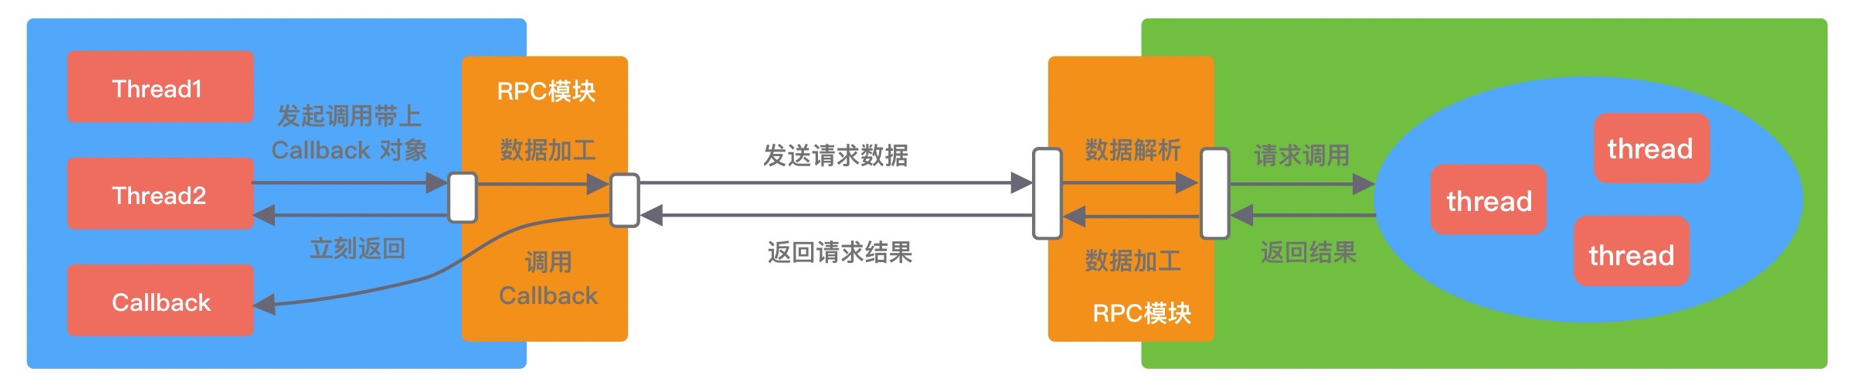 Thread1
发起调用带上
Callback 对象
Thread2
立刻返回
Callback
RPC模块
数据加工
调用
Callback
发送请求数据
返回请求结果
数据解析
数据加工
RPC模块
请求调用
返回结果
thread
thread
thread